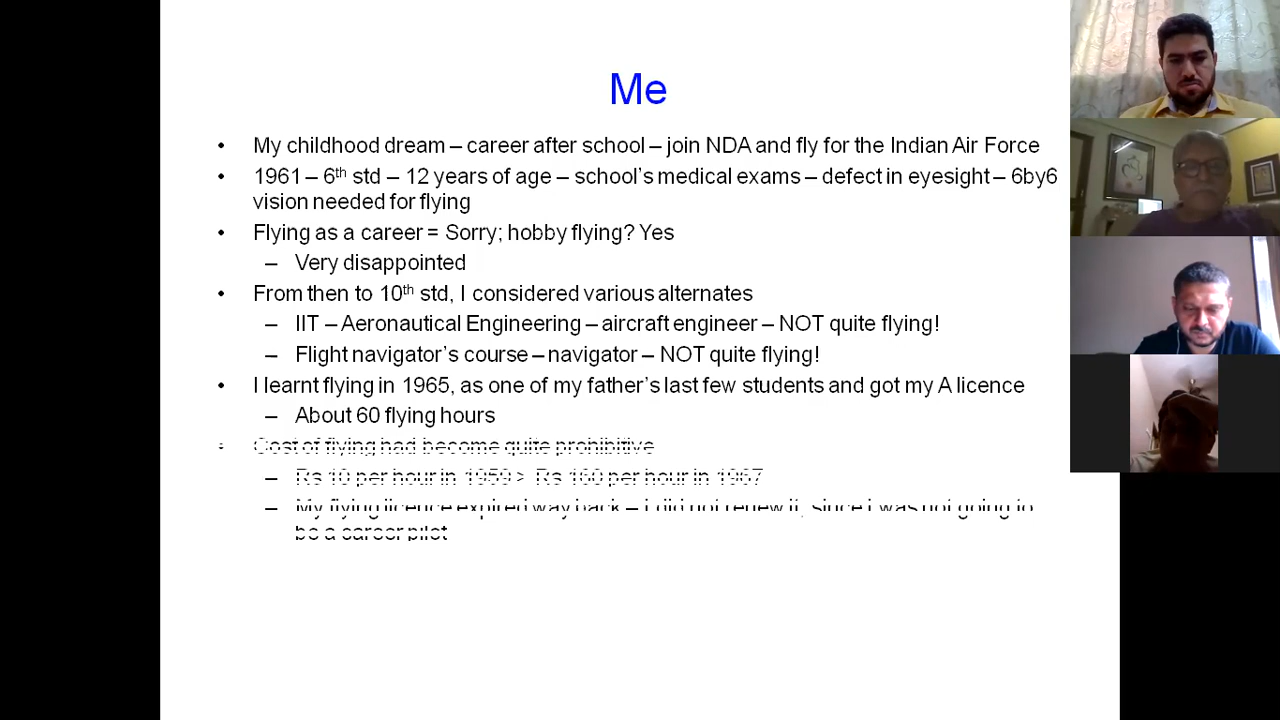 Me
• My childhood dream – career after school – join NDA and fly for the Indian Air Force
• 1961 – 6th std – 12 years of age – school's medical exams – defect in eyesight – 6by6
vision needed for flying
• Flying as a career = Sorry; hobby flying? Yes
– Very disappointed
• From then to 10th std, I considered various alternates
– IIT – Aeronautical Engineering – aircraft engineer – NOT quite flying!
– Flight navigator's course – navigator – NOT quite flying!
• I learnt flying in 1965, as one of my father's last few students and got my A licence
– About 60 flying hours
• Cost of flying had become quite prohibitive
– Rs 10 per hour in 1959 > Rs per hour in 1967
– My flying licence expired way back – I did not renew it, since I was not going to
be a career pilot